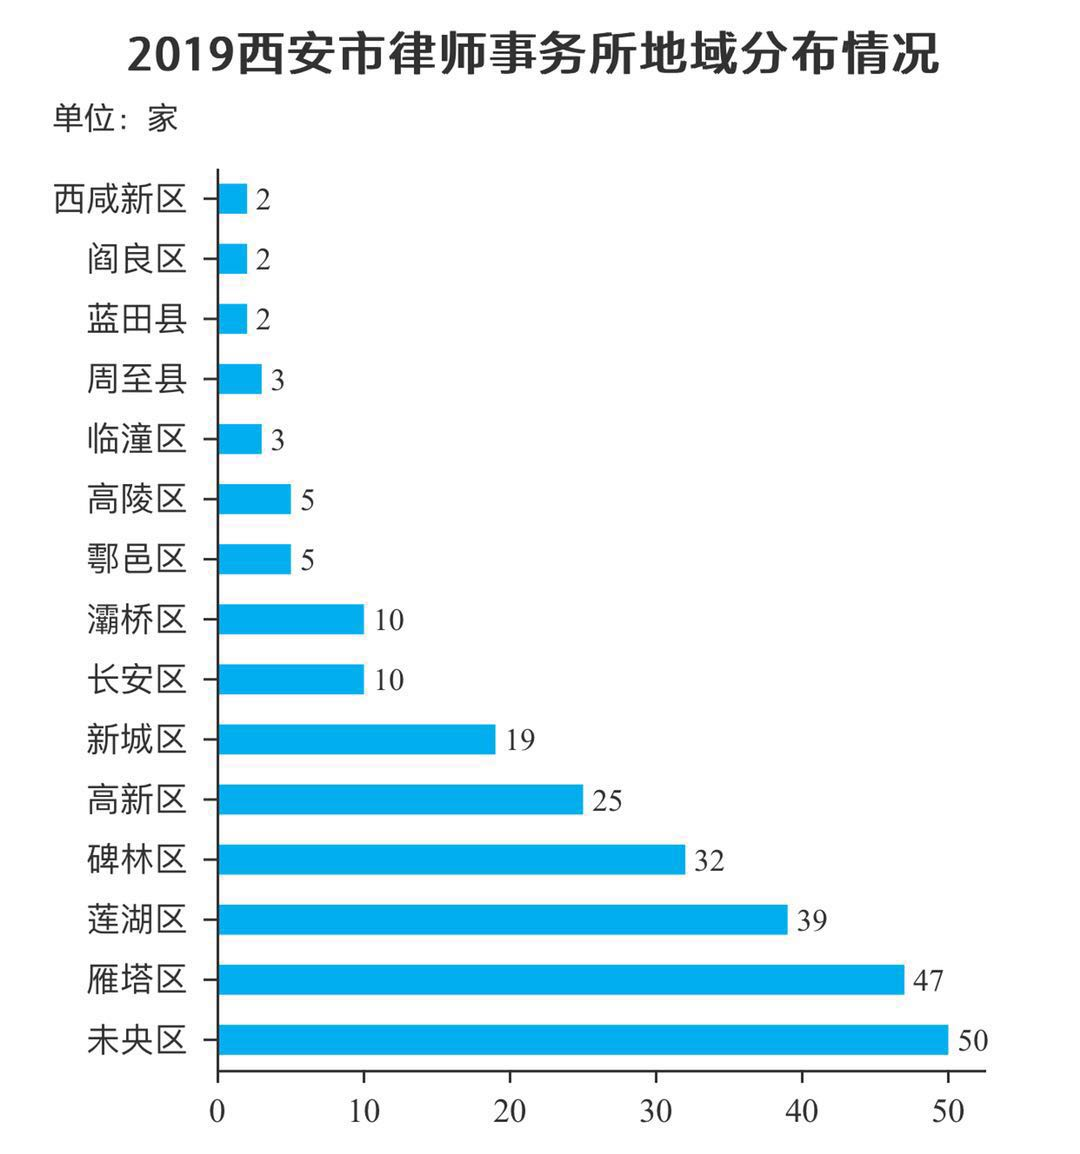 2019西安市律师事务所地域分布情况
单位：家
西咸新区 2
阎良区 2
蓝田县 2
周至县 3
临潼区 3
高陵区 5
鄠邑区 5
灞桥区 10
长安区 10
新城区 19
高新区 25
碑林区 32
莲湖区 39
雁塔区 47
未央区 50
0 10 20 30 40 50